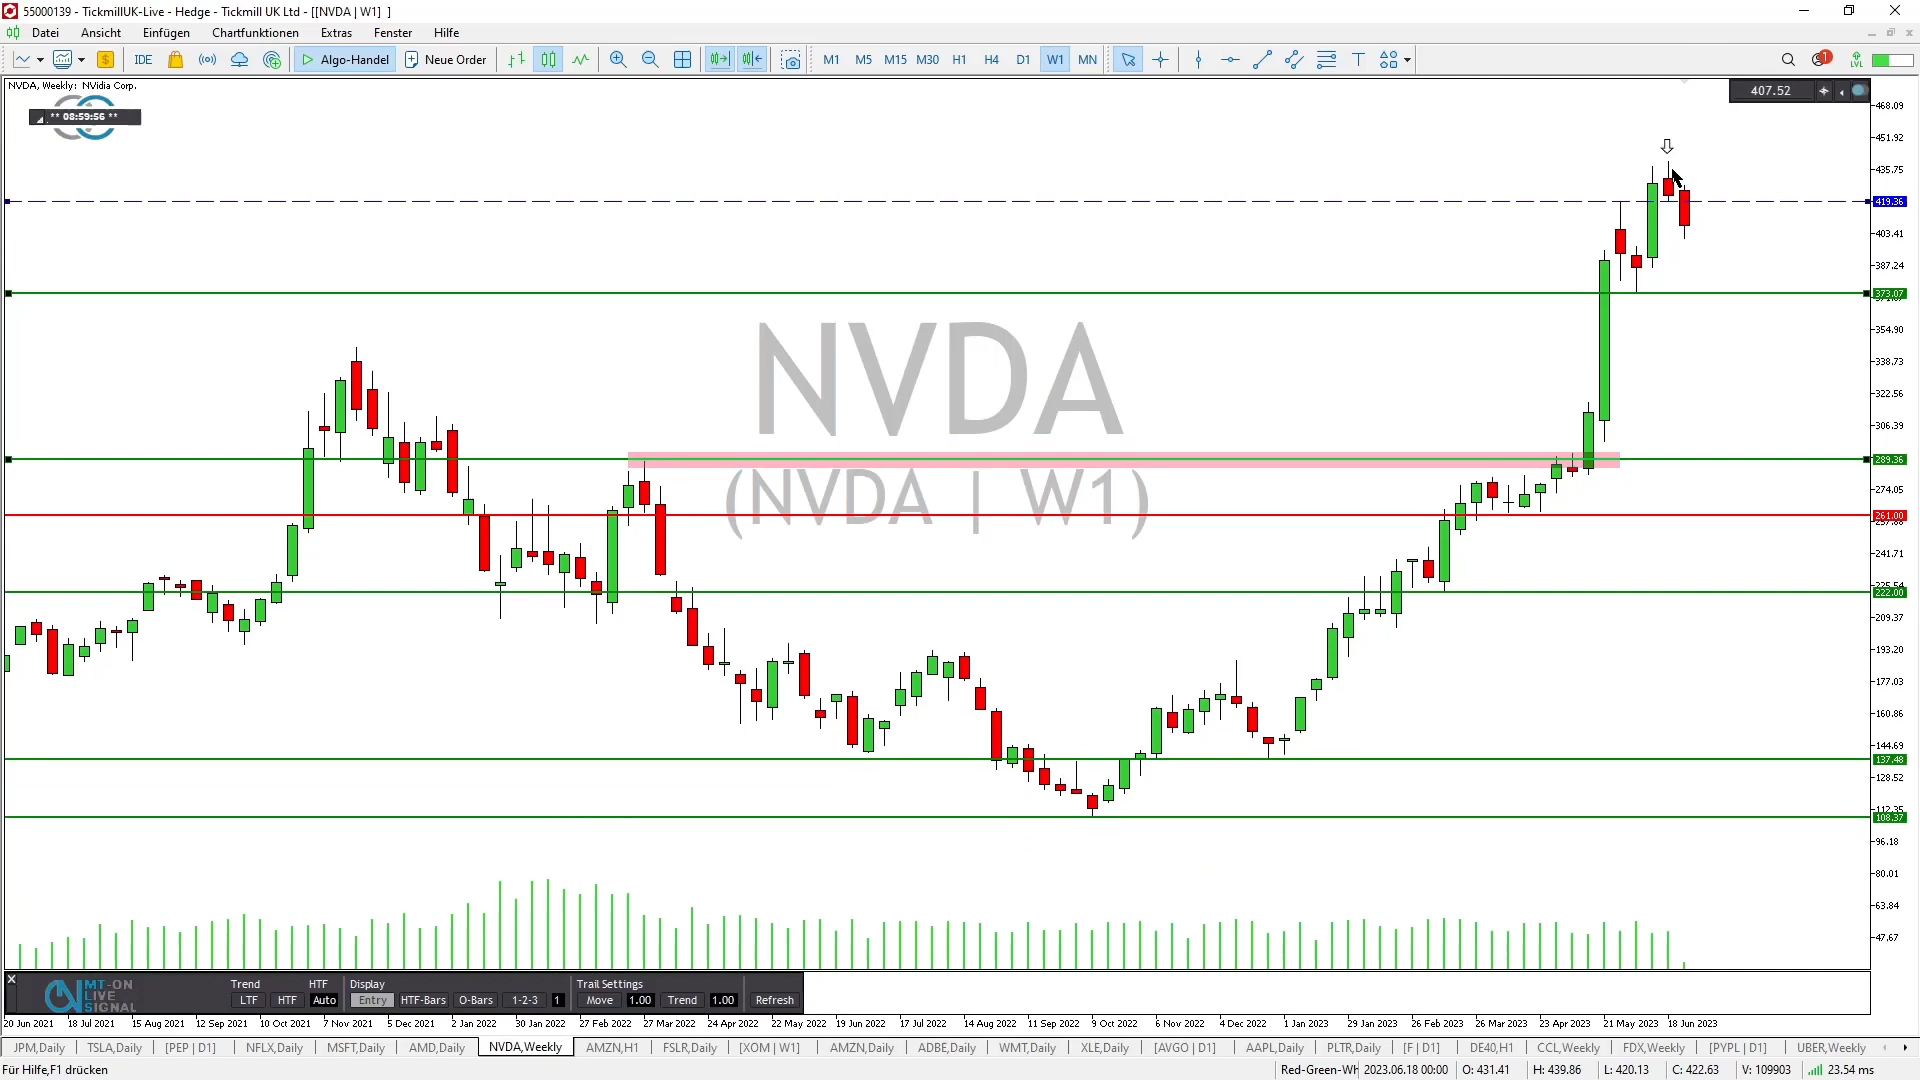 55000139 - TickmillUK-Live - Hedge - Tickmill UK Ltd - [[NVDA | W1] ]
Datei Ansicht Einfügen Chartfunktionen Extras Fenster Hilfe
IDE Algo-Handel Neue Order M1 M5 M15 M30 H1 H4 D1 W1 MN T 1 LVL
NVDA, Weekly: NVidia Corp.
** 08:59:56 **
407.52
468.09
451.92
435.75
419.36
403.41
387.24
373.07
354.90
338.73
322.56
306.39
289.36
274.05
261.00
241.71
225.54
222.00
209.37
193.20
177.03
160.86
144.69
137.48
128.52
112.35
108.37
96.18
80.01
63.84
47.67
NVDA
(NVDA | W1)
MT-ON
LIVE
SIGNAL
Trend HTF Display Trail Settings
LTF HTF Auto Entry HTF-Bars O-Bars 1-2-3 1 Move 1.00 Trend 1.00 Refresh
20 Jun 2021 18 Jul 2021 15 Aug 2021 12 Sep 2021 10 Oct 2021 7 Nov 2021 5 Dec 2021 2 Jan 2022 30 Jan 2022 27 Feb 2022 27 Mar 2022 24 Apr 2022 22 May 2022 19 Jun 2022 17 Jul 2022 14 Aug 2022 11 Sep 2022 9 Oct 2022 6 Nov 2022 4 Dec 2022 1 Jan 2023 29 Jan 2023 26 Feb 2023 26 Mar 2023 23 Apr 2023 21 May 2023 18 Jun 2023
JPM,Daily TSLA,Daily [PEP | D1] NFLX,Daily MSFT,Daily AMD,Daily NVDA,Weekly AMZN,H1 FSLR,Daily [XOM | W1] AMZN,Daily ADBE,Daily WMT,Daily XLE,Daily [AVGO | D1] AAPL,Daily PLTR,Daily [F | D1] DE40,H1 CCL,Weekly FDX,Weekly [PYPL | D1] UBER,Weekly
Für Hilfe,F1 drücken Red-Green-Wh 2023.06.18 00:00 O: 431.41 H: 439.86 L: 420.13 C: 422.63 V: 109903 23.54 ms